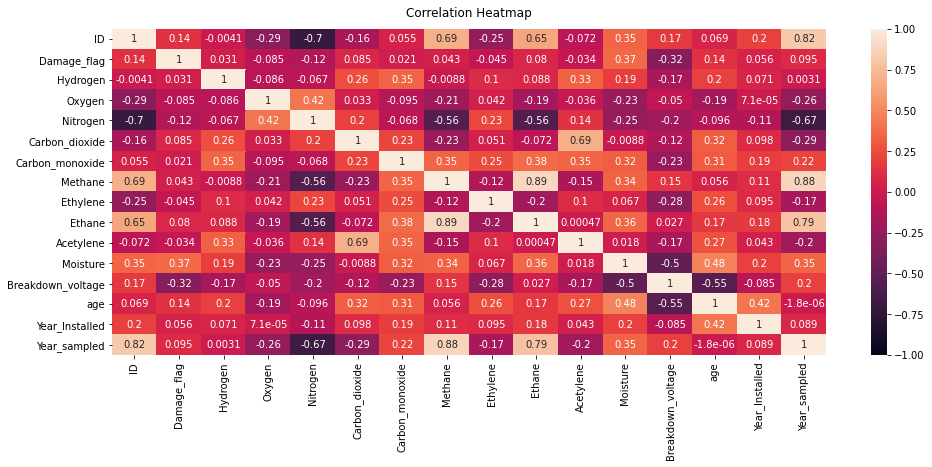 Correlation Heatmap
ID 1 0.14 -0.0041 -0.29 -0.7 -0.16 0.055 0.69 -0.25 0.65 -0.072 0.35 0.17 0.069 0.2 0.82
Damage_flag 0.14 1 0.031 -0.085 -0.12 0.085 0.021 0.043 -0.045 0.08 -0.034 0.37 -0.32 0.14 0.056 0.095
Hydrogen -0.0041 0.031 1 -0.086 -0.067 0.26 0.35 -0.0088 0.1 0.088 0.33 0.19 -0.17 0.2 0.071 0.0031
Oxygen -0.29 -0.085 -0.086 1 0.42 0.033 -0.095 -0.21 0.042 -0.19 -0.036 -0.23 -0.05 -0.19 7.1e-05 -0.26
Nitrogen -0.7 -0.12 -0.067 0.42 1 0.2 -0.068 -0.56 0.23 -0.56 0.14 -0.25 -0.2 -0.096 -0.11 -0.67
Carbon_dioxide -0.16 0.085 0.26 0.033 0.2 1 0.23 -0.23 0.051 -0.072 0.69 -0.0088 -0.12 0.32 0.098 -0.29
Carbon_monoxide 0.055 0.021 0.35 -0.095 -0.068 0.23 1 0.35 0.25 0.38 0.35 0.32 -0.23 0.31 0.19 0.22
Methane 0.69 0.043 -0.0088 -0.21 -0.56 -0.23 0.35 1 -0.12 0.89 -0.15 0.34 0.15 0.056 0.11 0.88
Ethylene -0.25 -0.045 0.1 0.042 0.23 0.051 0.25 -0.12 1 -0.2 0.1 0.067 -0.28 0.26 0.095 -0.17
Ethane 0.65 0.08 0.088 -0.19 -0.56 -0.072 0.38 0.89 -0.2 1 0.00047 0.36 0.027 0.17 0.18 0.79
Acetylene -0.072 -0.034 0.33 -0.036 0.14 0.69 0.35 -0.15 0.1 0.00047 1 0.018 -0.17 0.27 0.043 -0.2
Moisture 0.35 0.37 0.19 -0.23 -0.25 -0.0088 0.32 0.34 0.067 0.36 0.018 1 -0.5 0.48 0.2 0.35
Breakdown_voltage 0.17 -0.32 -0.17 -0.05 -0.2 -0.12 -0.23 0.15 -0.28 0.027 -0.17 -0.5 1 -0.55 -0.085 0.2
age 0.069 0.14 0.2 -0.19 -0.096 0.32 0.31 0.056 0.26 0.17 0.27 0.48 -0.55 1 0.42 -1.8e-06
Year_Installed 0.2 0.056 0.071 7.1e-05 -0.11 0.098 0.19 0.11 0.095 0.18 0.043 0.2 -0.085 0.42 1 0.089
Year_sampled 0.82 0.095 0.0031 -0.26 -0.67 -0.29 0.22 0.88 -0.17 0.79 -0.2 0.35 0.2 -1.8e-06 0.089 1
ID
Damage_flag
Hydrogen
Oxygen
Nitrogen
Carbon_dioxide
Carbon_monoxide
Methane
Ethylene
Ethane
Acetylene
Moisture
Breakdown_voltage
age
Year_Installed
Year_sampled
1.00
0.75
0.50
0.25
0.00
-0.25
-0.50
-0.75
-1.00